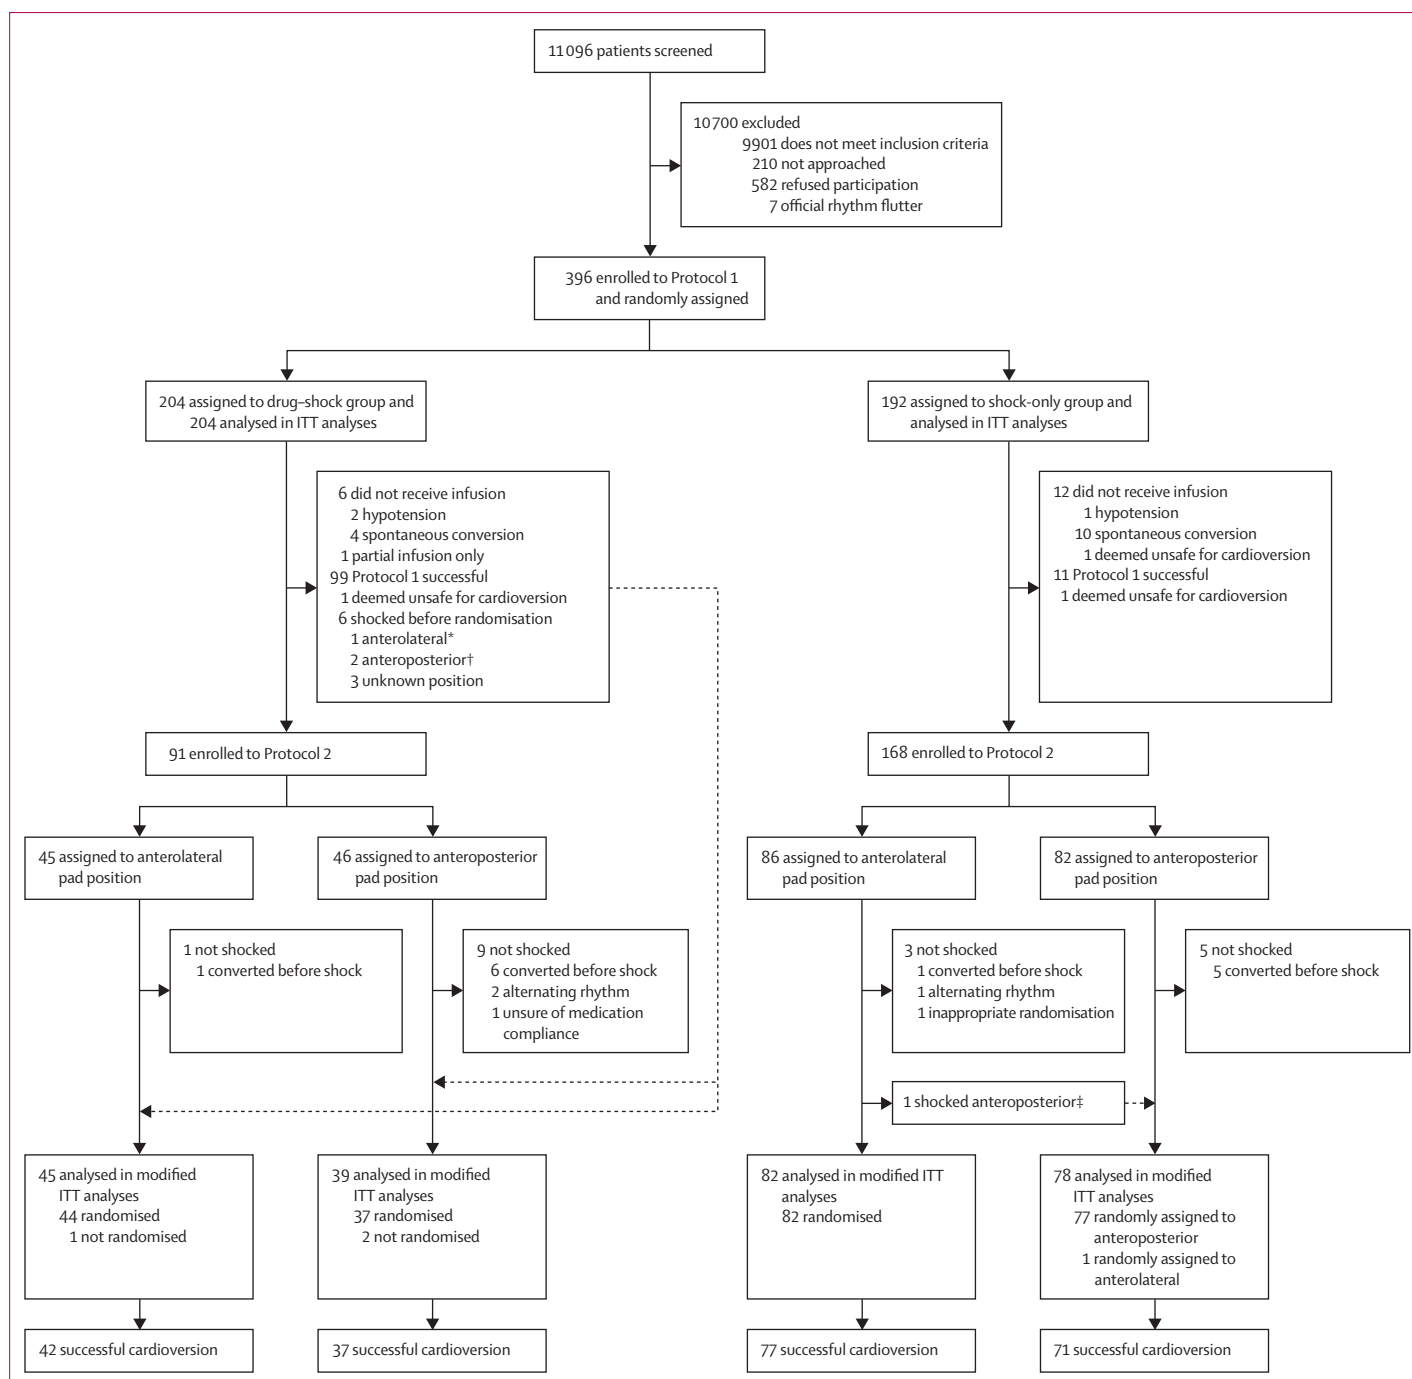 11 096 patients screened
10 700 excluded
9901 does not meet inclusion criteria
210 not approached
582 refused participation
7 official rhythm flutter
396 enrolled to Protocol 1
and randomly assigned
204 assigned to drug–shock group and
204 analysed in ITT analyses
192 assigned to shock-only group and
analysed in ITT analyses
6 did not receive infusion
2 hypotension
4 spontaneous conversion
1 partial infusion only
99 Protocol 1 successful
1 deemed unsafe for cardioversion
6 shocked before randomisation
1 anterolateral*
2 anteroposterior†
3 unknown position
12 did not receive infusion
1 hypotension
10 spontaneous conversion
1 deemed unsafe for cardioversion
11 Protocol 1 successful
1 deemed unsafe for cardioversion
91 enrolled to Protocol 2
168 enrolled to Protocol 2
45 assigned to anterolateral
pad position
46 assigned to anteroposterior
pad position
86 assigned to anterolateral
pad position
82 assigned to anteroposterior
pad position
1 not shocked
1 converted before shock
9 not shocked
6 converted before shock
2 alternating rhythm
1 unsure of medication
compliance
3 not shocked
1 converted before shock
1 alternating rhythm
1 inappropriate randomisation
5 not shocked
5 converted before shock
1 shocked anteroposterior‡
45 analysed in modified
ITT analyses
44 randomised
1 not randomised
39 analysed in modified
ITT analyses
37 randomised
2 not randomised
82 analysed in modified ITT
analyses
82 randomised
78 analysed in modified
ITT analyses
77 randomly assigned to
anteroposterior
1 randomly assigned to
anterolateral
42 successful cardioversion
37 successful cardioversion
77 successful cardioversion
71 successful cardioversion